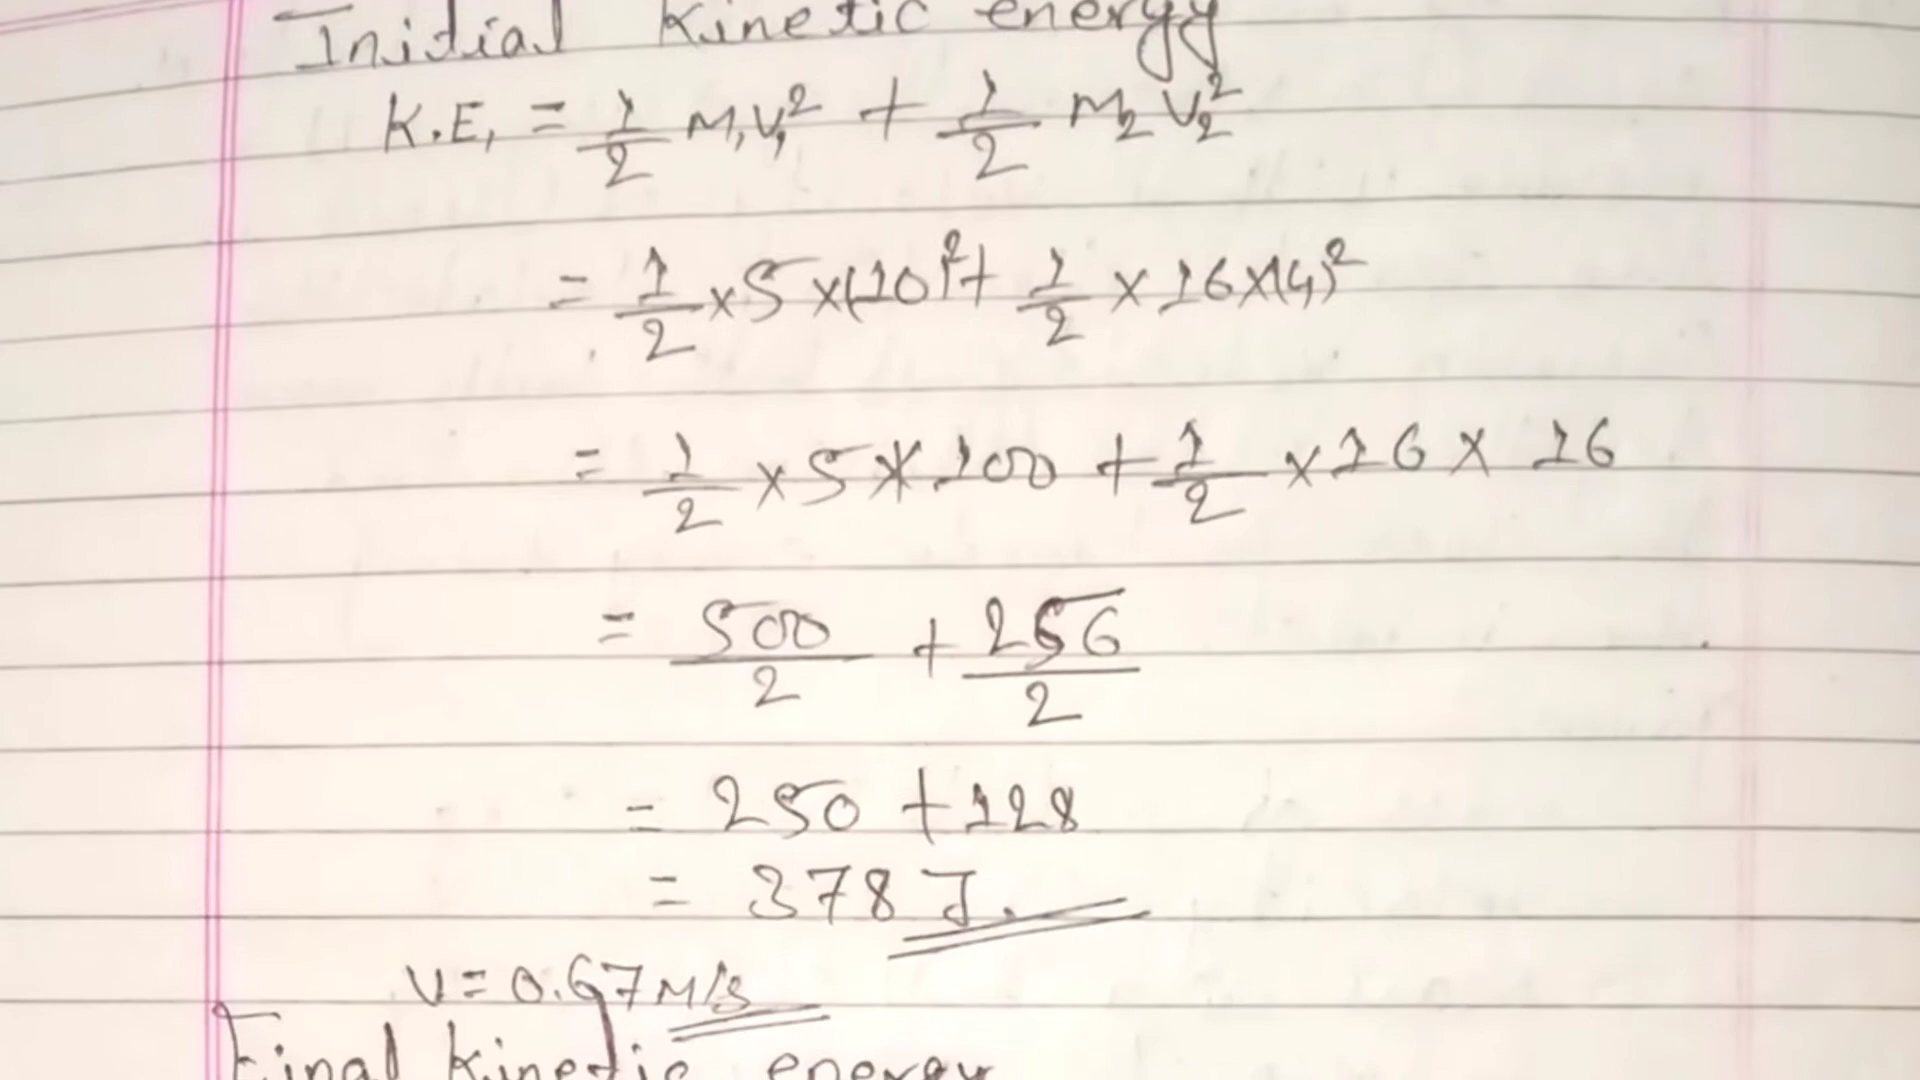 Initial Kinetic energy
K.E₁ = 1/2 M₁V₁² + 1/2 M₂V₂²
= 1/2 × 5 × (10)² + 1/2 × 16 × (4)²
= 1/2 × 5 × 100 + 1/2 × 16 × 16
= 500/2 + 256/2
= 250 + 128
= 378 J.
V = 0.67 M/s
Final Kinetic energy